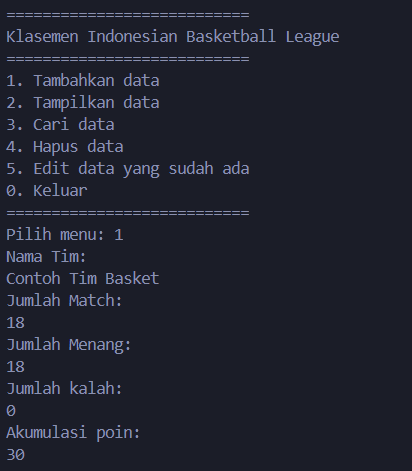 ===========================
Klasemen Indonesian Basketball League
===========================
1. Tambahkan data
2. Tampilkan data
3. Cari data
4. Hapus data
5. Edit data yang sudah ada
0. Keluar
===========================
Pilih menu: 1
Nama Tim:
Contoh Tim Basket
Jumlah Match:
18
Jumlah Menang:
18
Jumlah kalah:
0
Akumulasi poin:
30